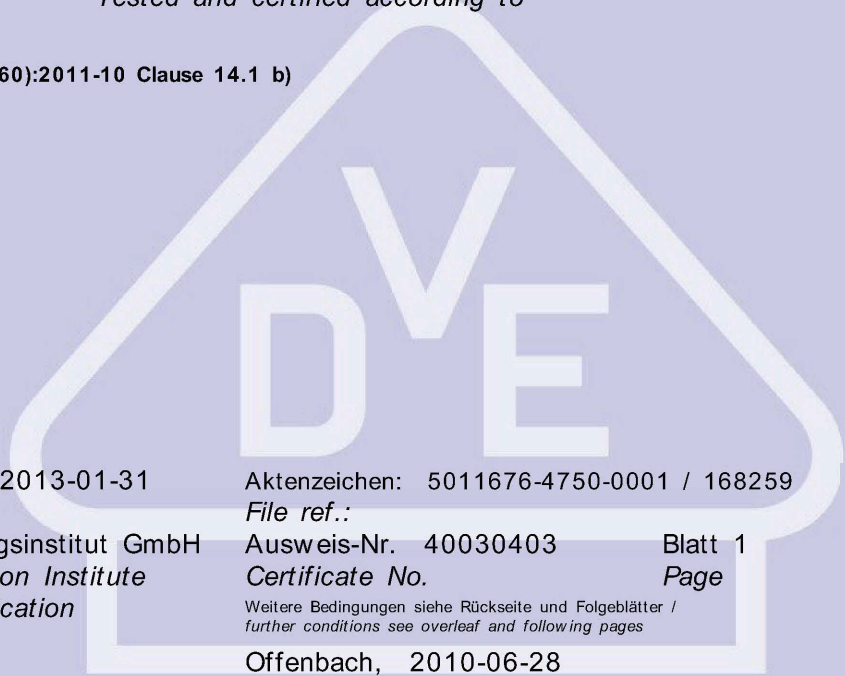 Tested and certified according to
60):2011-10 Clause 14.1 b)
VDE
2013-01-31 Aktenzeichen: 5011676-4750-0001 / 168259
File ref.:
gsinstitut GmbH Ausweis-Nr. 40030403 Blatt 1
on Institute Certificate No. Page
cation Weitere Bedingungen siehe Rückseite und Folgeblätter /
further conditions see overleaf and following pages
Offenbach, 2010-06-28